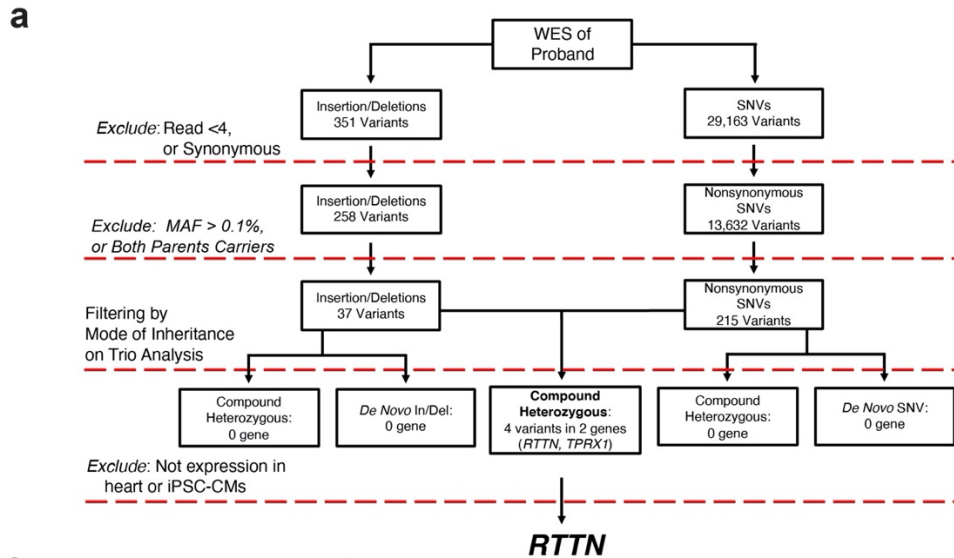 a
WES of
Proband
Insertion/Deletions
351 Variants
SNVs
29,163 Variants
Exclude: Read <4,
or Synonymous
Insertion/Deletions
258 Variants
Nonsynonymous
SNVs
13,632 Variants
Exclude: MAF > 0.1%,
or Both Parents Carriers
Insertion/Deletions
37 Variants
Nonsynonymous
SNVs
215 Variants
Filtering by
Mode of Inheritance
on Trio Analysis
Compound
Heterozygous:
0 gene
De Novo In/Del:
0 gene
Compound
Heterozygous:
4 variants in 2 genes
(RTTN, TPRX1)
Compound
Heterozygous:
0 gene
De Novo SNV:
0 gene
Exclude: Not expression in
heart or iPSC-CMs
RTTN